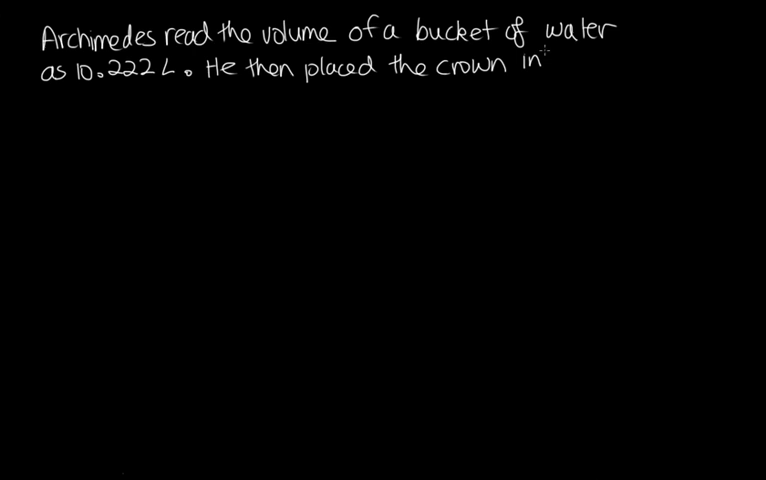 Archimedes read the volume of a bucket of water
as 10.222 L. He then placed the crown in